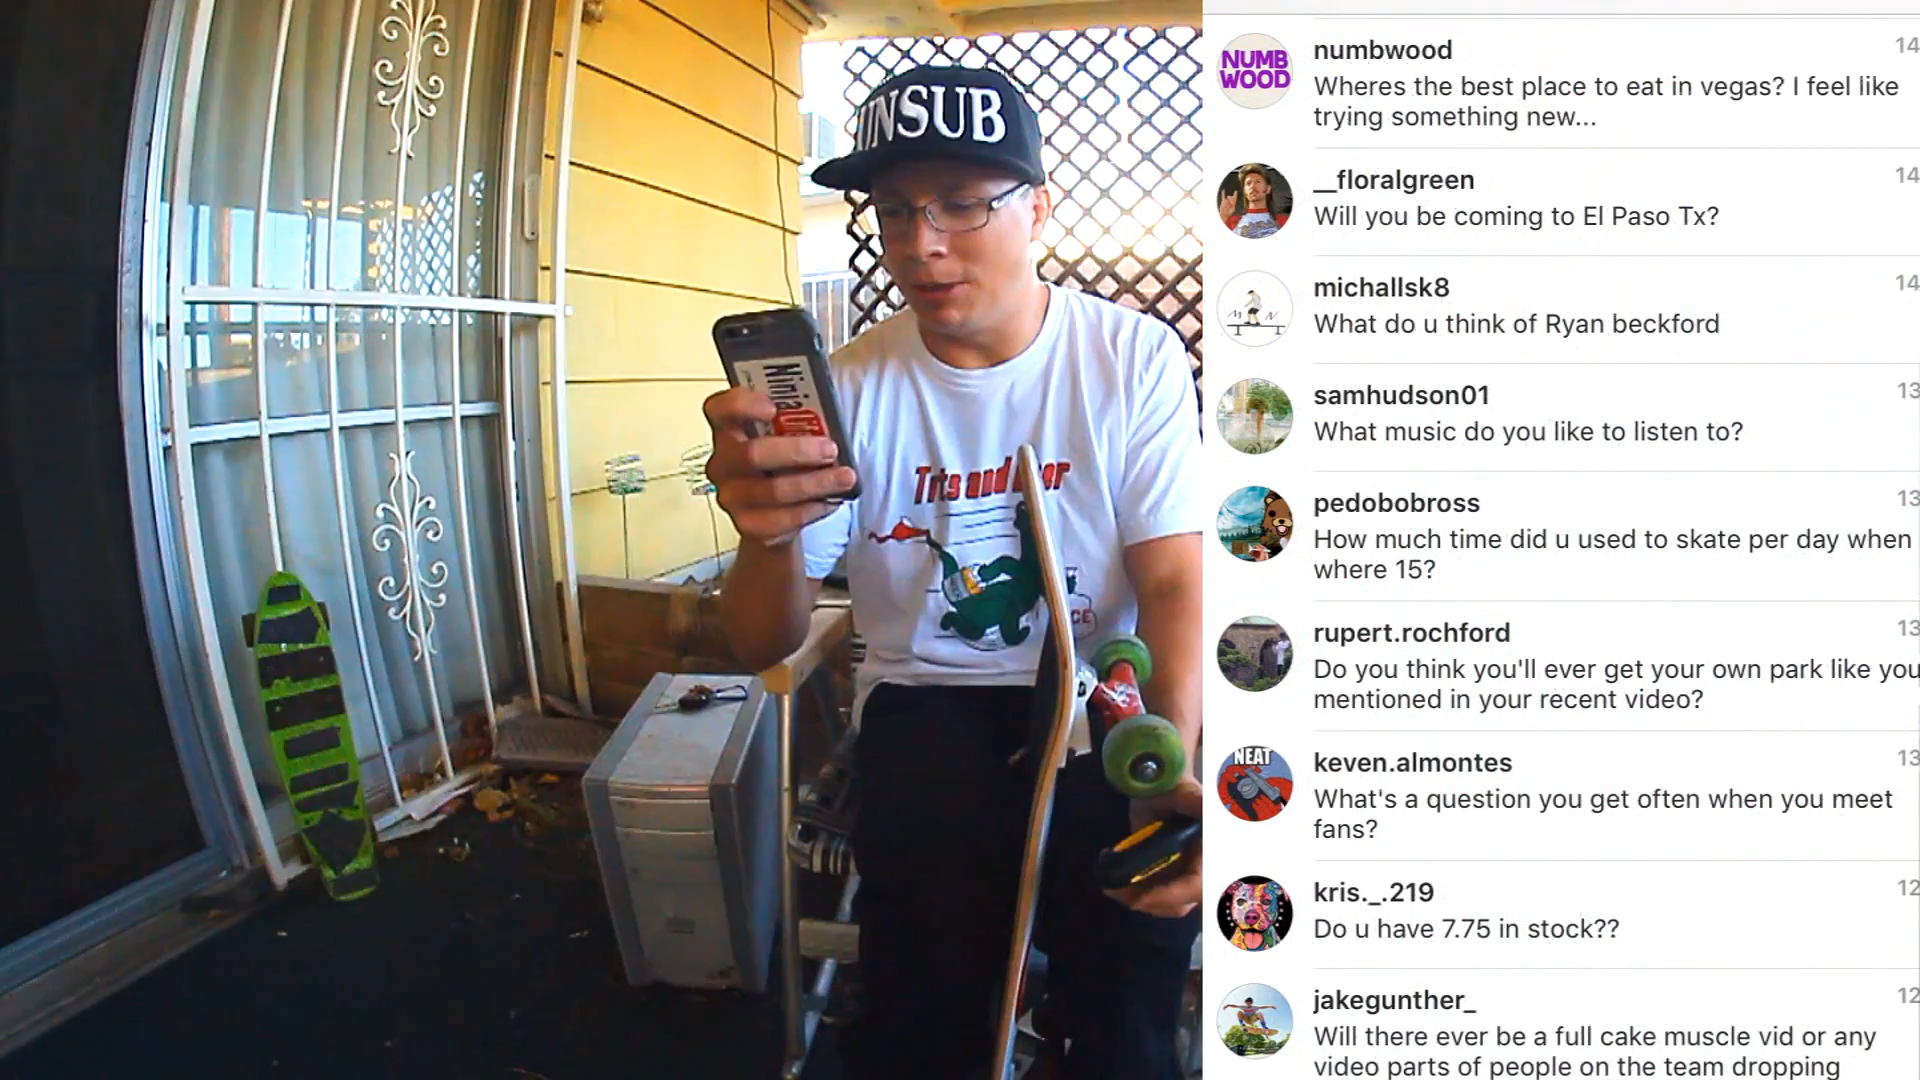 UNSUB
Ninja
Tits and Beer
NUMB
WOOD
numbwood
14
Wheres the best place to eat in vegas? I feel like
trying something new...
__floralgreen
14
Will you be coming to El Paso Tx?
michallsk8
14
What do u think of Ryan beckford
samhudson01
13
What music do you like to listen to?
pedobobross
13
How much time did u used to skate per day when
where 15?
rupert.rochford
13
Do you think you'll ever get your own park like you
mentioned in your recent video?
NEAT
keven.almontes
13
What's a question you get often when you meet
fans?
kris._.219
12
Do u have 7.75 in stock??
jakegunther_
12
Will there ever be a full cake muscle vid or any
video parts of people on the team dropping